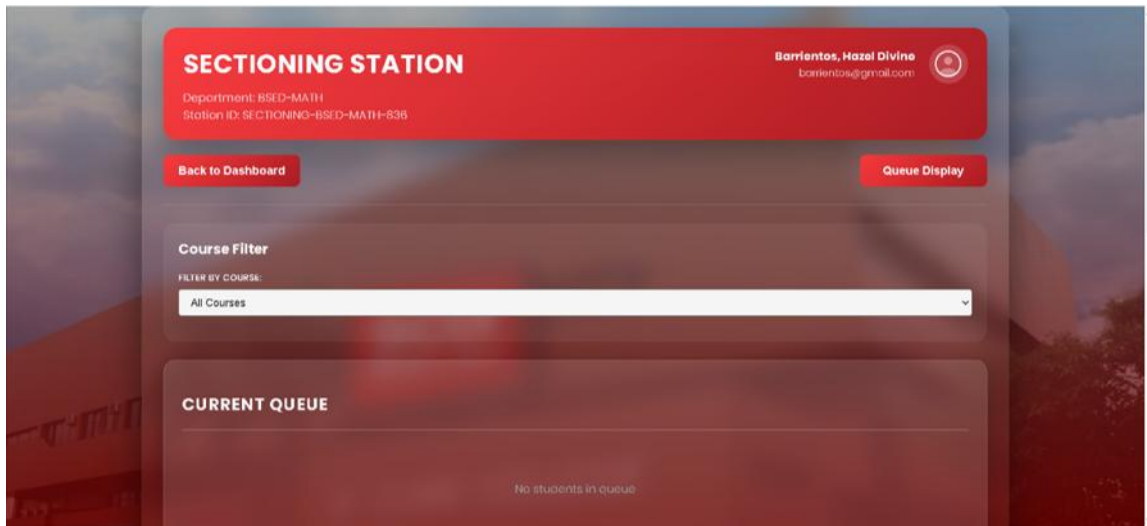 SECTIONING STATION
Barrientos, Hazel Divine
barrientos@gmail.com
Department: BSED-MATH
Station ID: SECTIONING-BSED-MATH-836
Back to Dashboard
Queue Display
Course Filter
FILTER BY COURSE:
All Courses
CURRENT QUEUE
No students in queue